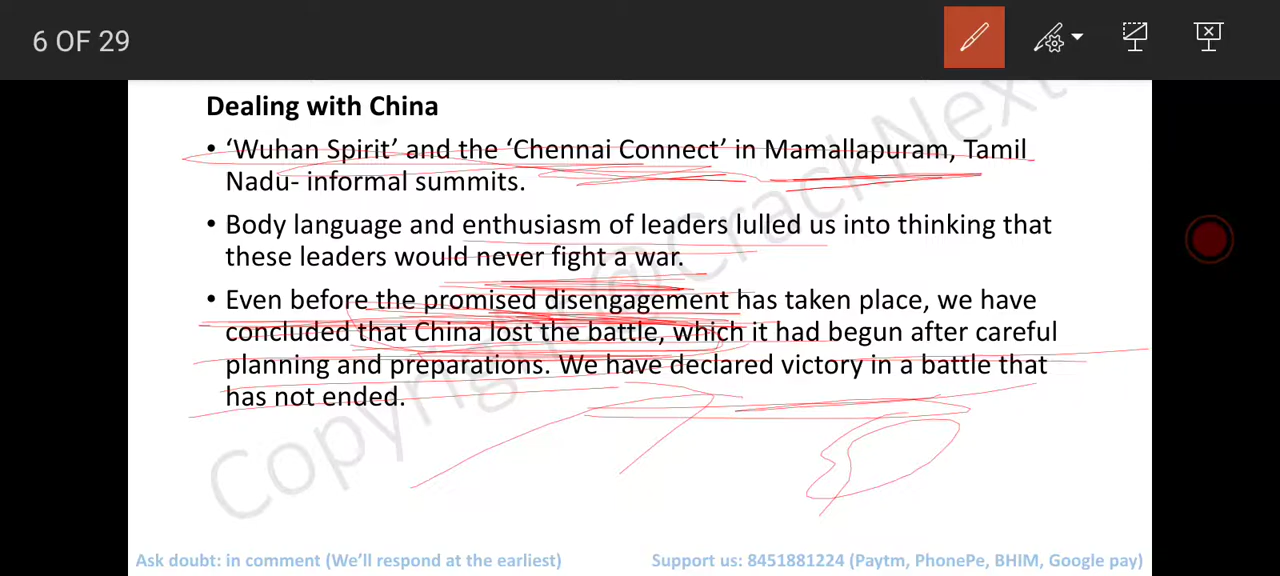 6 OF 29
Dealing with China
• ‘Wuhan Spirit’ and the ‘Chennai Connect’ in Mamallapuram, Tamil
Nadu- informal summits.
• Body language and enthusiasm of leaders lulled us into thinking that
these leaders would never fight a war.
• Even before the promised disengagement has taken place, we have
concluded that China lost the battle, which it had begun after careful
planning and preparations. We have declared victory in a battle that
has not ended.
Copyright @CrackNext
Ask doubt: in comment (We’ll respond at the earliest)
Support us: 8451881224 (Paytm, PhonePe, BHIM, Google pay)